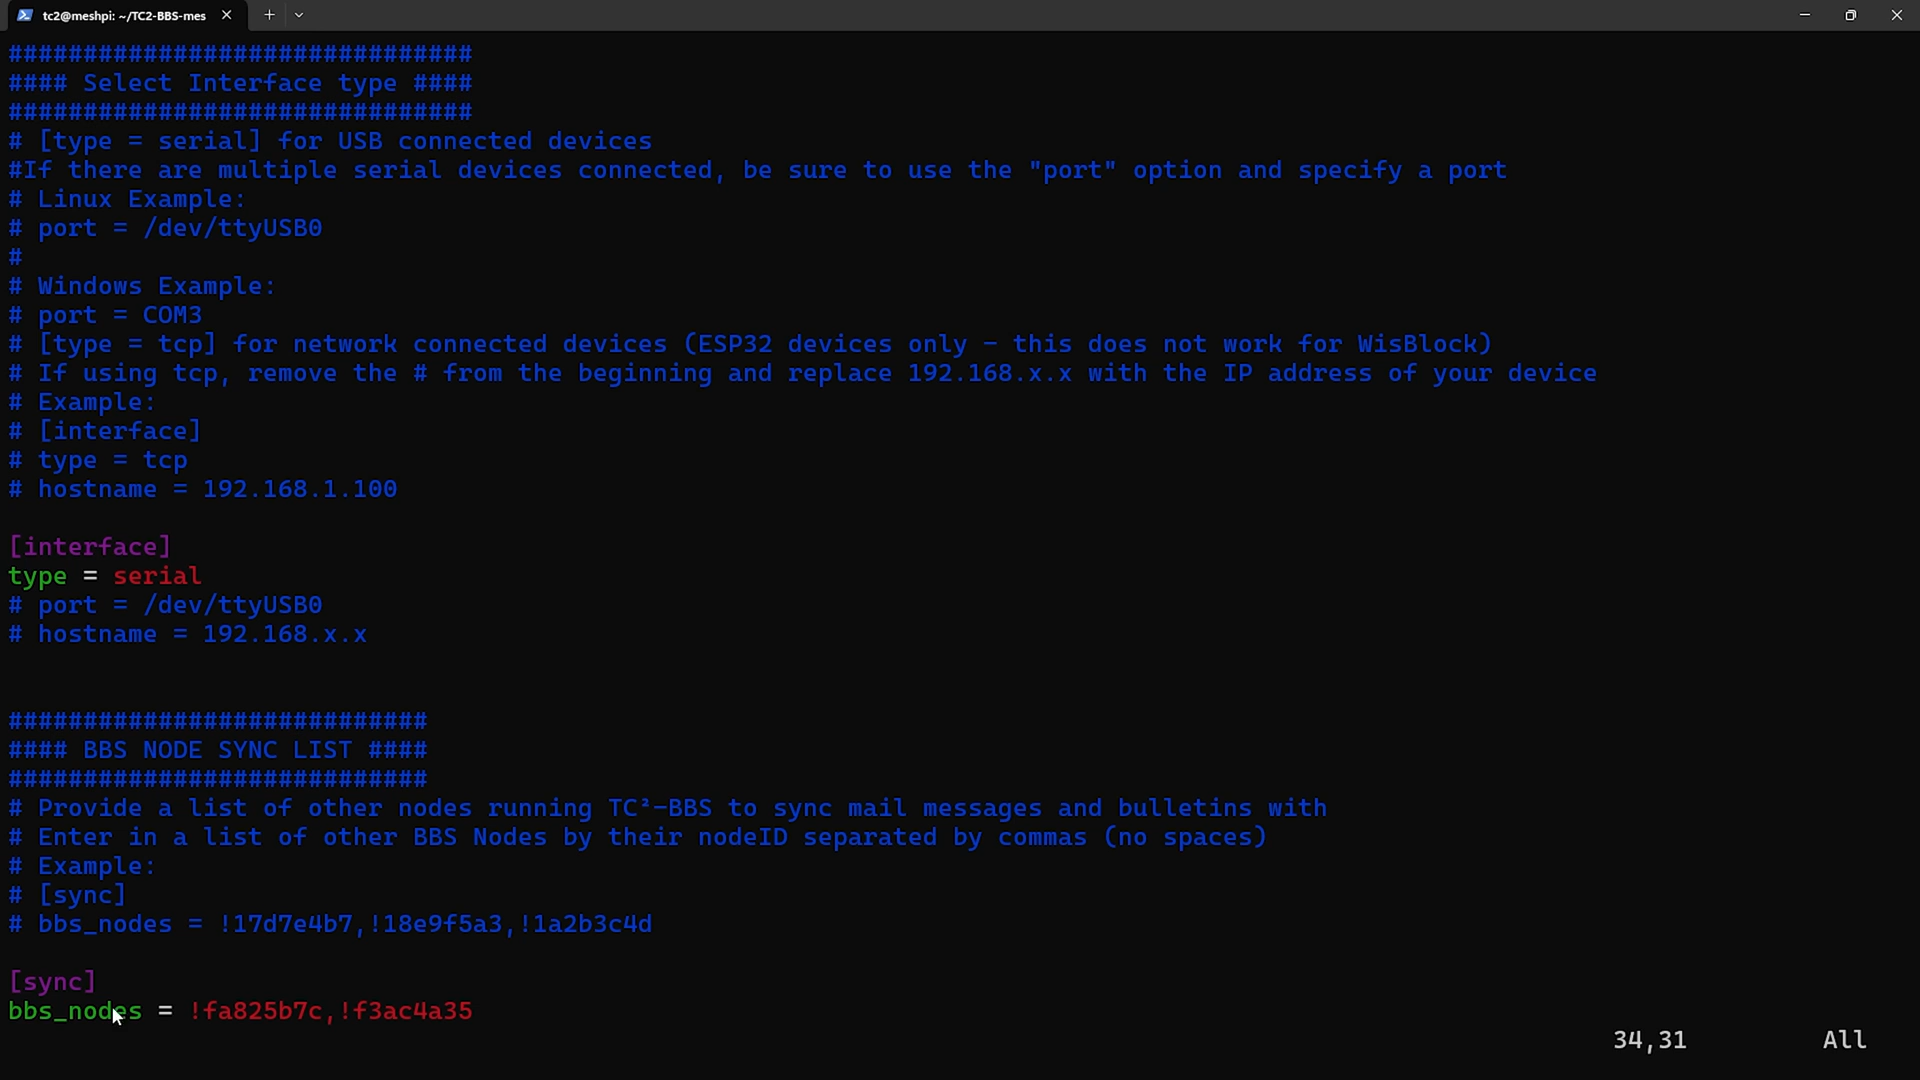 tc2@meshpi: ~/TC2-BBS-mes
###############################
#### Select Interface type ####
###############################
# [type = serial] for USB connected devices
#If there are multiple serial devices connected, be sure to use the "port" option and specify a port
# Linux Example:
# port = /dev/ttyUSB0
#
# Windows Example:
# port = COM3
# [type = tcp] for network connected devices (ESP32 devices only - this does not work for WisBlock)
# If using tcp, remove the # from the beginning and replace 192.168.x.x with the IP address of your device
# Example:
# [interface]
# type = tcp
# hostname = 192.168.1.100
[interface]
type = serial
# port = /dev/ttyUSB0
# hostname = 192.168.x.x
############################
#### BBS NODE SYNC LIST ####
############################
# Provide a list of other nodes running TC²-BBS to sync mail messages and bulletins with
# Enter in a list of other BBS Nodes by their nodeID separated by commas (no spaces)
# Example:
# [sync]
# bbs_nodes = !17d7e4b7,!18e9f5a3,!1a2b3c4d
[sync]
bbs_nodes = !fa825b7c,!f3ac4a35
34,31 All